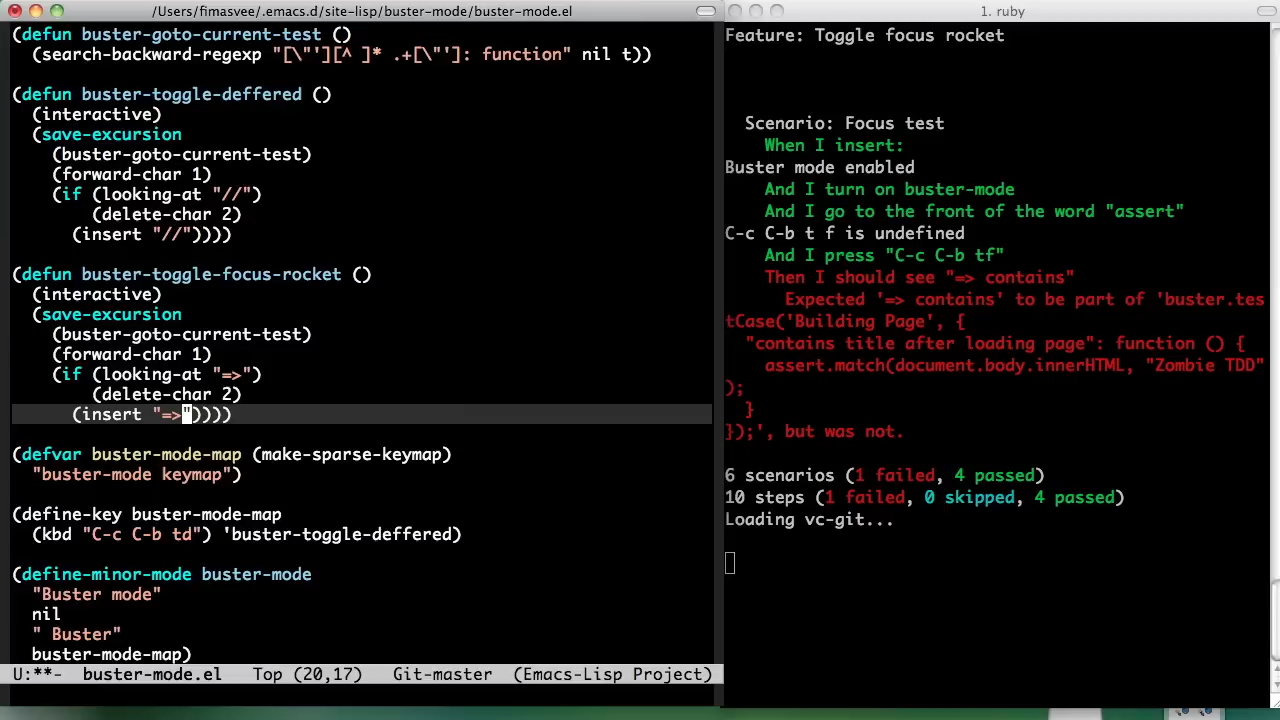 /Users/fimasvee/.emacs.d/site-lisp/buster-mode/buster-mode.el
(defun buster-goto-current-test ()
  (search-backward-regexp "[\"'][^ ]* .+[\"']: function" nil t))

(defun buster-toggle-deffered ()
  (interactive)
  (save-excursion
    (buster-goto-current-test)
    (forward-char 1)
    (if (looking-at "//")
        (delete-char 2)
      (insert "//"))))

(defun buster-toggle-focus-rocket ()
  (interactive)
  (save-excursion
    (buster-goto-current-test)
    (forward-char 1)
    (if (looking-at "=>")
        (delete-char 2)
      (insert "=>"))))

(defvar buster-mode-map (make-sparse-keymap)
  "buster-mode keymap")

(define-key buster-mode-map
  (kbd "C-c C-b td") 'buster-toggle-deffered)

(define-minor-mode buster-mode
  "Buster mode"
  nil
  " Buster"
  buster-mode-map)
U:**-  buster-mode.el   Top (20,17)   Git-master  (Emacs-Lisp Project)
1. ruby
Feature: Toggle focus rocket

  Scenario: Focus test
    When I insert:
Buster mode enabled
    And I turn on buster-mode
    And I go to the front of the word "assert"
C-c C-b t f is undefined
    And I press "C-c C-b tf"
    Then I should see "=> contains"
      Expected '=> contains' to be part of 'buster.tes
tCase('Building Page', {
  "contains title after loading page": function () {
    assert.match(document.body.innerHTML, "Zombie TDD"
);
  }
});', but was not.

6 scenarios (1 failed, 4 passed)
10 steps (1 failed, 0 skipped, 4 passed)
Loading vc-git...